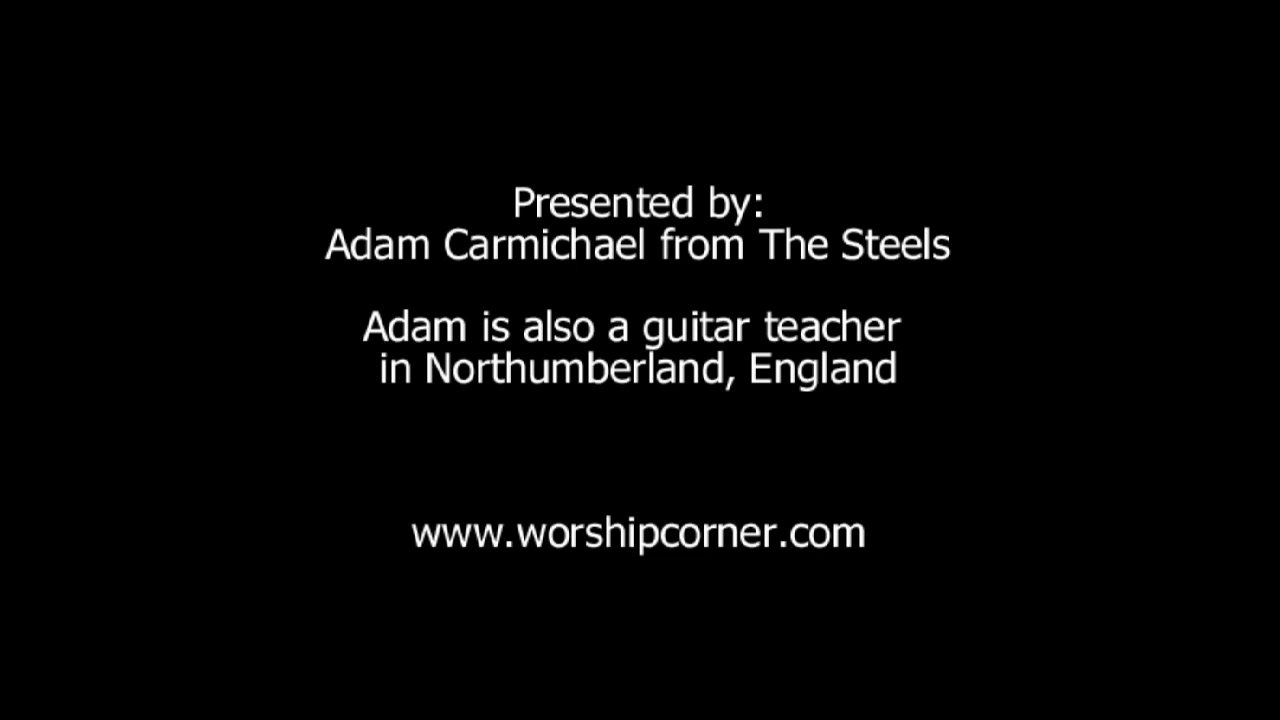 Presented by:
Adam Carmichael from The Steels
Adam is also a guitar teacher
in Northumberland, England
www.worshipcorner.com